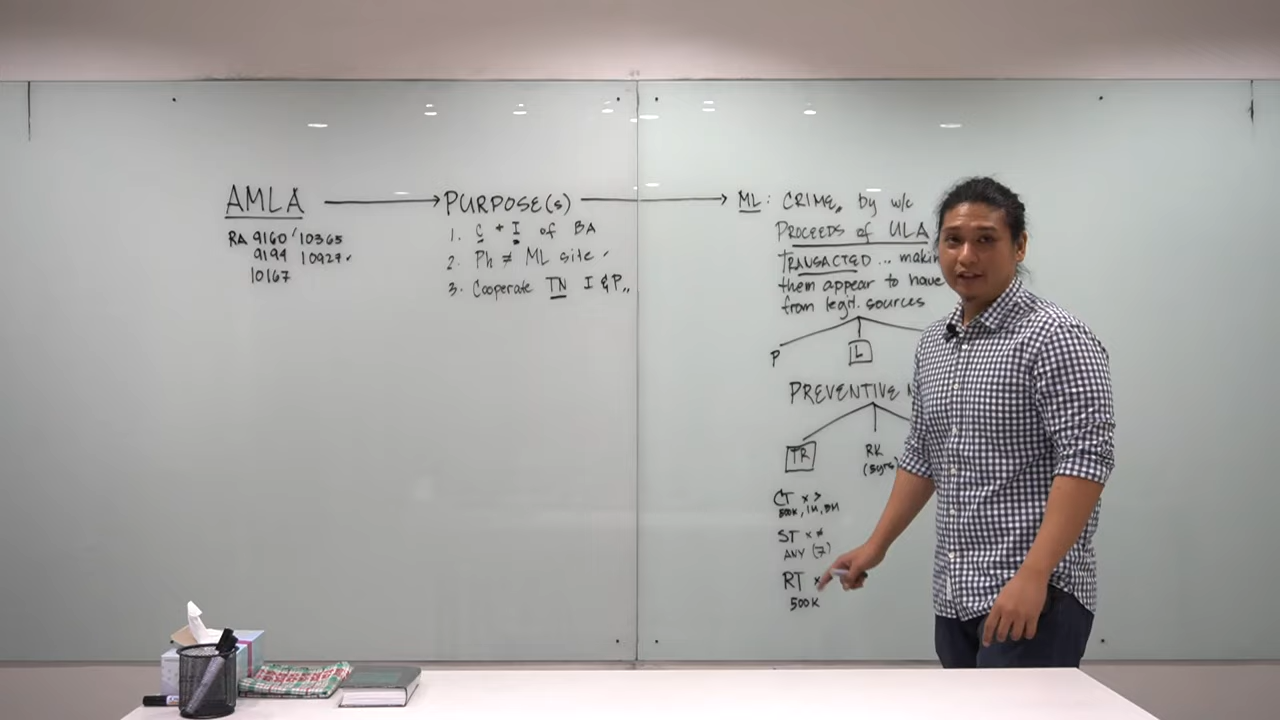 AMLA
RA 9160 / 10365
9194 10927
10167
PURPOSE(s)
1. C + I of BA
2. Ph ≠ ML site
3. Cooperate TN I & P
ML: CRIME, by w/c
PROCEEDS of ULA
TRANSACTED ... makin
them appear to have
from legit. sources
P L
PREVENTIVE
TR RK
(5yrs)
CT x >
500K, 1M, 5M
ST x
ANY (7)
RT x
500K